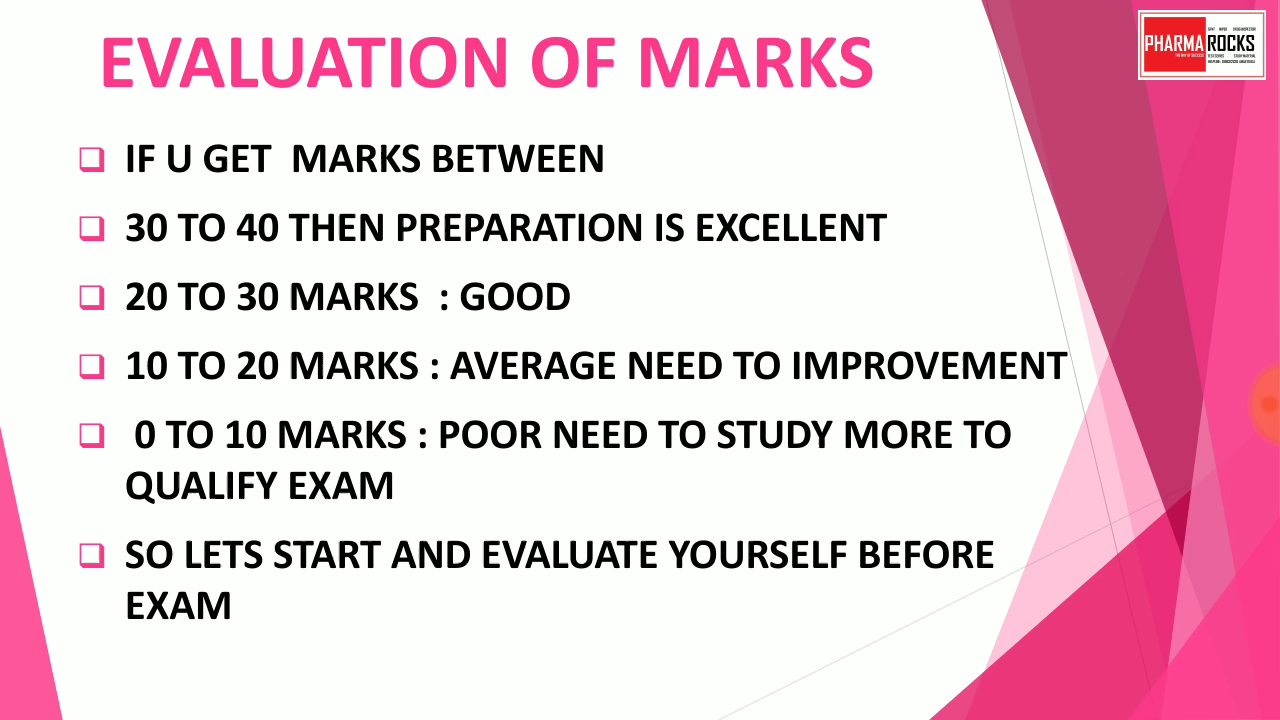 EVALUATION OF MARKS
PHARMA ROCKS
IF U GET MARKS BETWEEN
30 TO 40 THEN PREPARATION IS EXCELLENT
20 TO 30 MARKS : GOOD
10 TO 20 MARKS : AVERAGE NEED TO IMPROVEMENT
0 TO 10 MARKS : POOR NEED TO STUDY MORE TO
QUALIFY EXAM
SO LETS START AND EVALUATE YOURSELF BEFORE
EXAM